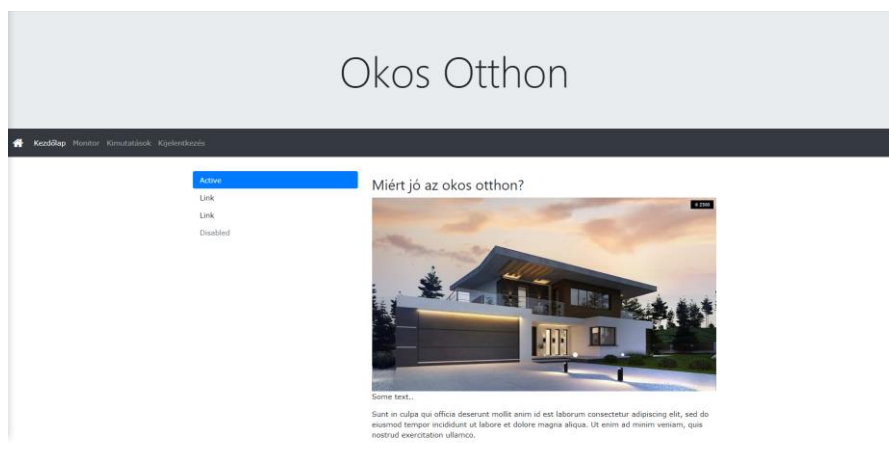 Okos Otthon
Kezdőlap Monitor Kimutatások Kijelentkezés
Active
Link
Link
Disabled
Miért jó az okos otthon?
Some text..
Sunt in culpa qui officia deserunt mollit anim id est laborum consectetur adipiscing elit, sed do
eiusmod tempor incididunt ut labore et dolore magna aliqua. Ut enim ad minim veniam, quis
nostrud exercitation ullamco.